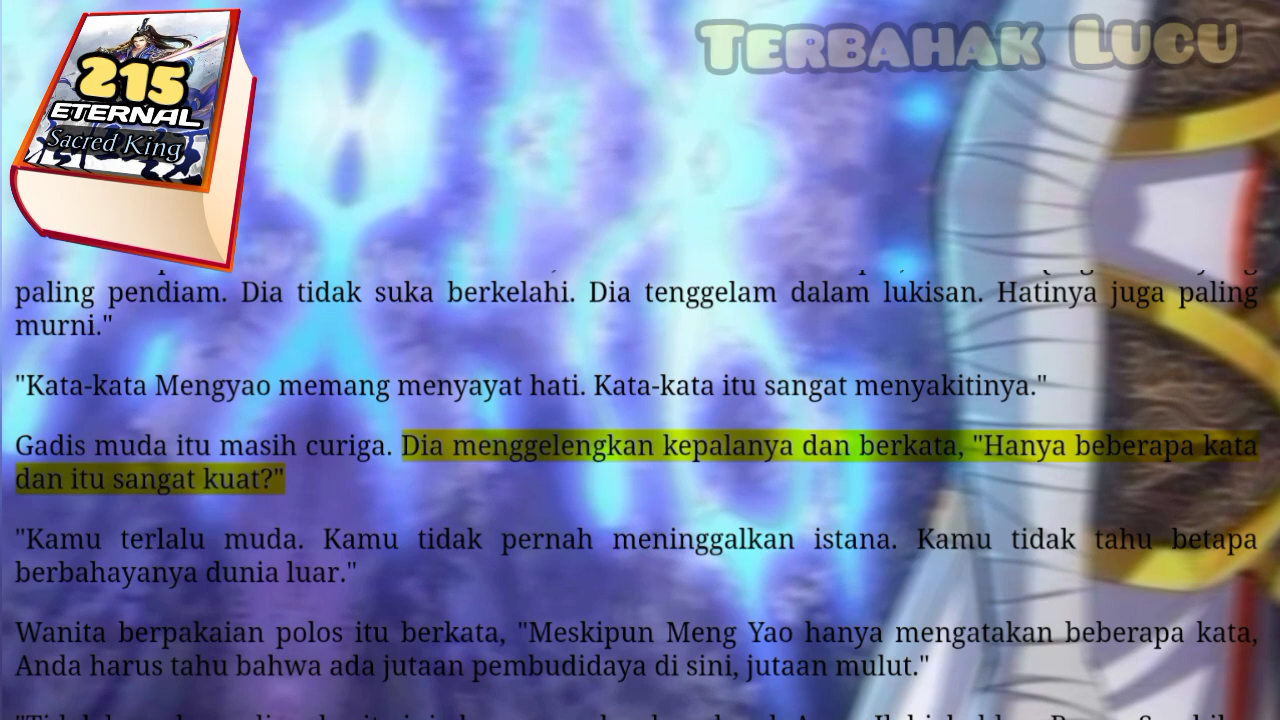 215
ETERNAL
Sacred King
TERBAHAK LUCU
paling pendiam. Dia tidak suka berkelahi. Dia tenggelam dalam lukisan. Hatinya juga paling
murni."
"Kata-kata Mengyao memang menyayat hati. Kata-kata itu sangat menyakitinya."
Gadis muda itu masih curiga. Dia menggelengkan kepalanya dan berkata, "Hanya beberapa kata
dan itu sangat kuat?"
"Kamu terlalu muda. Kamu tidak pernah meninggalkan istana. Kamu tidak tahu betapa
berbahayanya dunia luar."
Wanita berpakaian polos itu berkata, "Meskipun Meng Yao hanya mengatakan beberapa kata,
Anda harus tahu bahwa ada jutaan pembudidaya di sini, jutaan mulut."